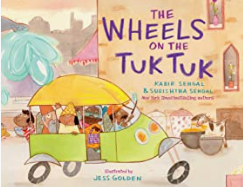 THE
WHEELS
ON THE
TUK TUK
KABIR SEHGAL
& SURISHTHA SEHGAL
New York Times bestselling authors
Illustrated by
JESS GOLDEN